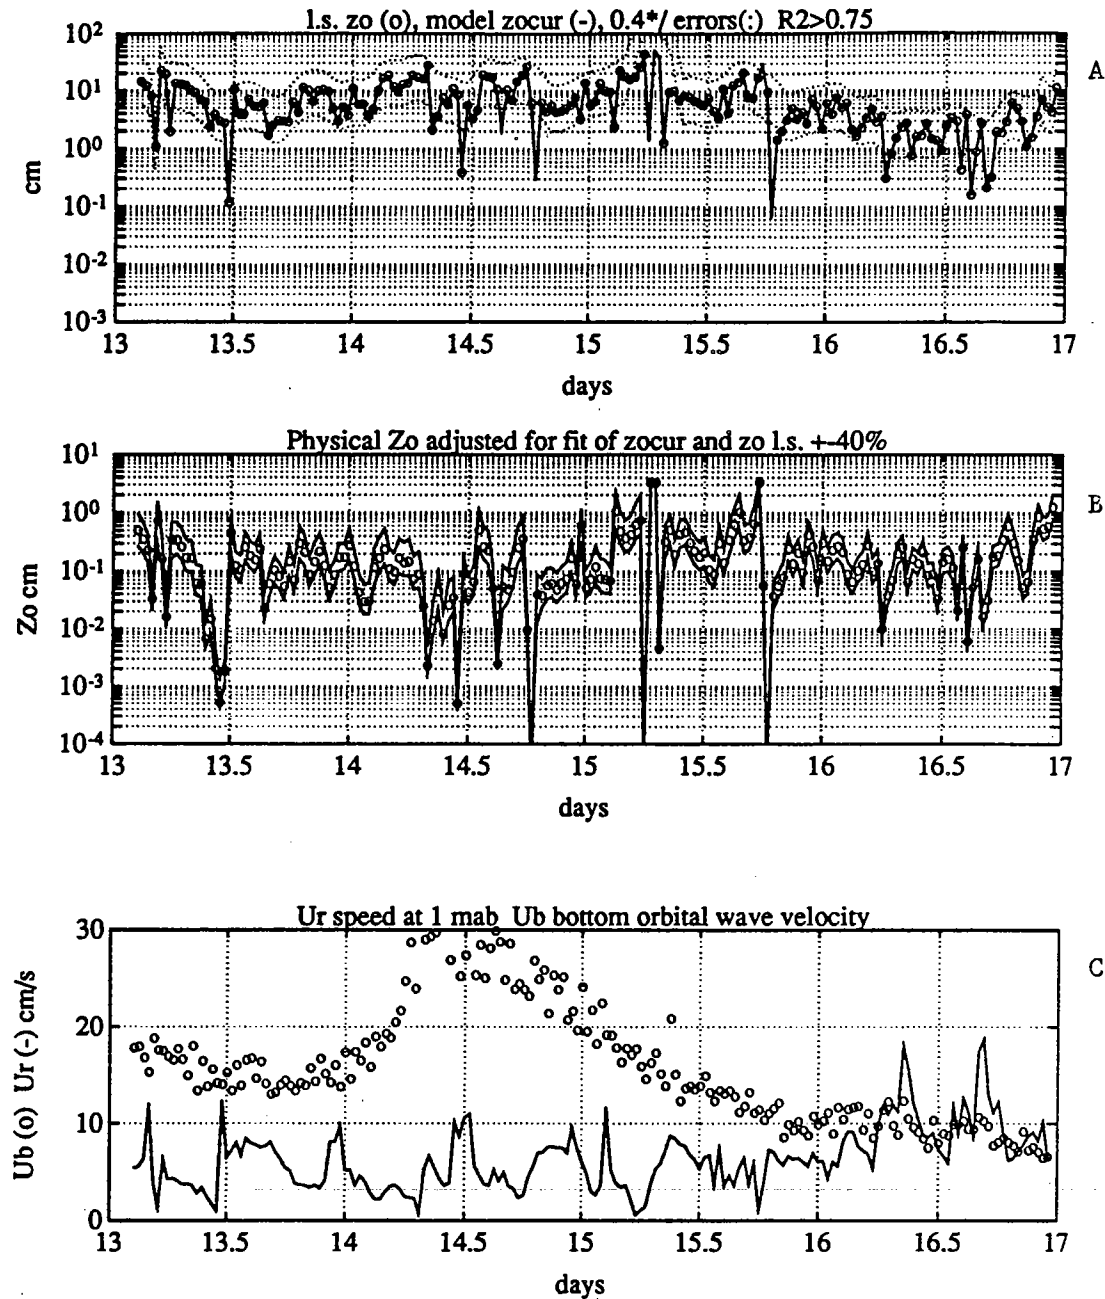 l.s. zo (o), model zocur (-), 0.4*/ errors(:) R2>0.75
A
10^2
10^1
10^0
10^-1
10^-2
10^-3
cm
13 13.5 14 14.5 15 15.5 16 16.5 17
days
Physical Zo adjusted for fit of zocur and zo l.s. +-40%
B
10^1
10^0
10^-1
10^-2
10^-3
10^-4
Zo cm
13 13.5 14 14.5 15 15.5 16 16.5 17
days
Ur speed at 1 mab Ub bottom orbital wave velocity
C
30
20
10
0
Ub (o) Ur (-) cm/s
13 13.5 14 14.5 15 15.5 16 16.5 17
days